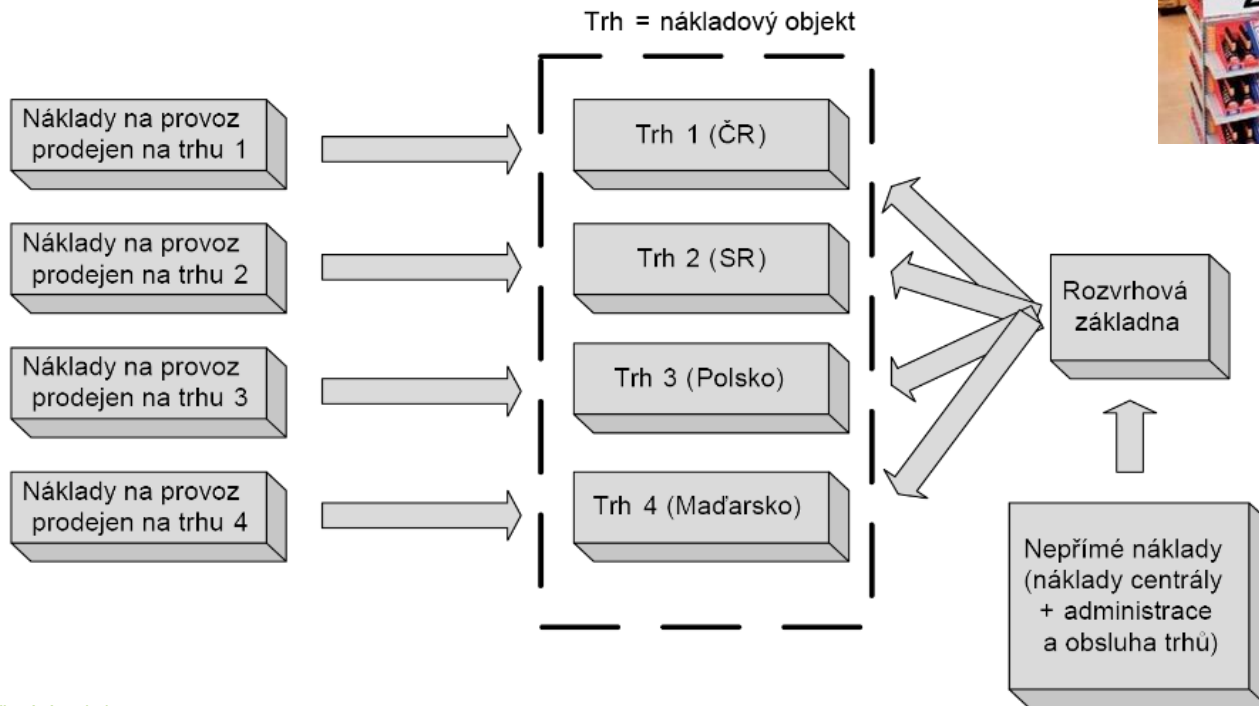 Trh = nákladový objekt
Náklady na provoz
prodejen na trhu 1
Náklady na provoz
prodejen na trhu 2
Náklady na provoz
prodejen na trhu 3
Náklady na provoz
prodejen na trhu 4
Trh 1 (ČR)
Trh 2 (SR)
Trh 3 (Polsko)
Trh 4 (Maďarsko)
Rozvrhová
základna
Nepřímé náklady
(náklady centrály
+ administrace
a obsluha trhů)